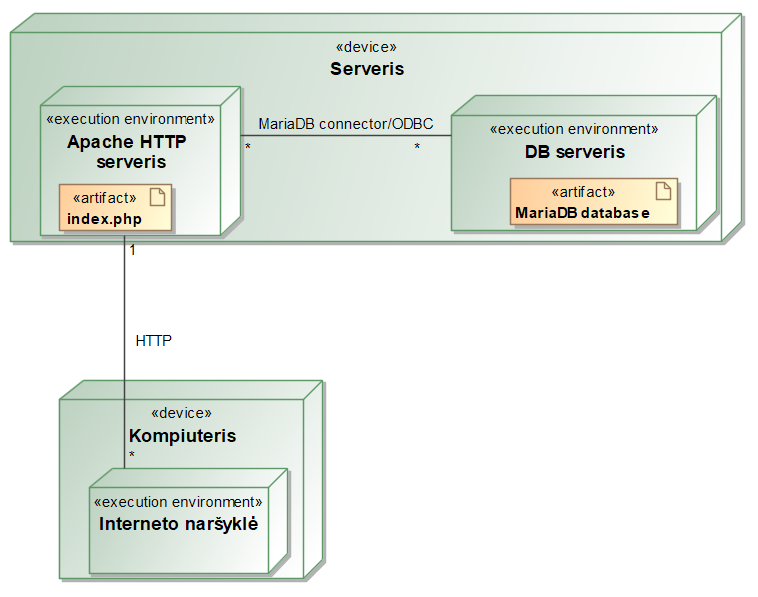 «device»
Serveris
«execution environment»
Apache HTTP
serveris
«artifact»
index.php
MariaDB connector/ODBC
*
*
«execution environment»
DB serveris
«artifact»
MariaDB database
1
HTTP
«device»
Kompiuteris
*
«execution environment»
Interneto naršyklė